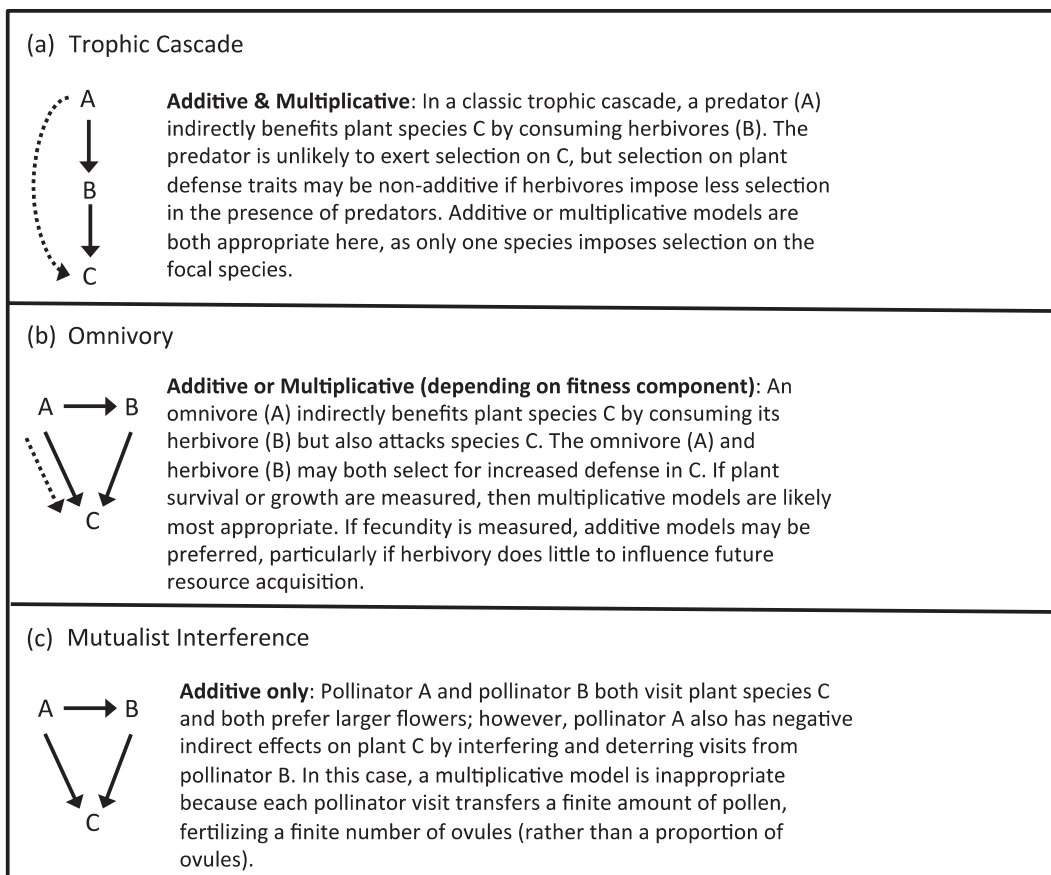 (a) Trophic Cascade
A
B
C
Additive & Multiplicative: In a classic trophic cascade, a predator (A)
indirectly benefits plant species C by consuming herbivores (B). The
predator is unlikely to exert selection on C, but selection on plant
defense traits may be non-additive if herbivores impose less selection
in the presence of predators. Additive or multiplicative models are
both appropriate here, as only one species imposes selection on the
focal species.
(b) Omnivory
A B
C
Additive or Multiplicative (depending on fitness component): An
omnivore (A) indirectly benefits plant species C by consuming its
herbivore (B) but also attacks species C. The omnivore (A) and
herbivore (B) may both select for increased defense in C. If plant
survival or growth are measured, then multiplicative models are likely
most appropriate. If fecundity is measured, additive models may be
preferred, particularly if herbivory does little to influence future
resource acquisition.
(c) Mutualist Interference
A B
C
Additive only: Pollinator A and pollinator B both visit plant species C
and both prefer larger flowers; however, pollinator A also has negative
indirect effects on plant C by interfering and deterring visits from
pollinator B. In this case, a multiplicative model is inappropriate
because each pollinator visit transfers a finite amount of pollen,
fertilizing a finite number of ovules (rather than a proportion of
ovules).